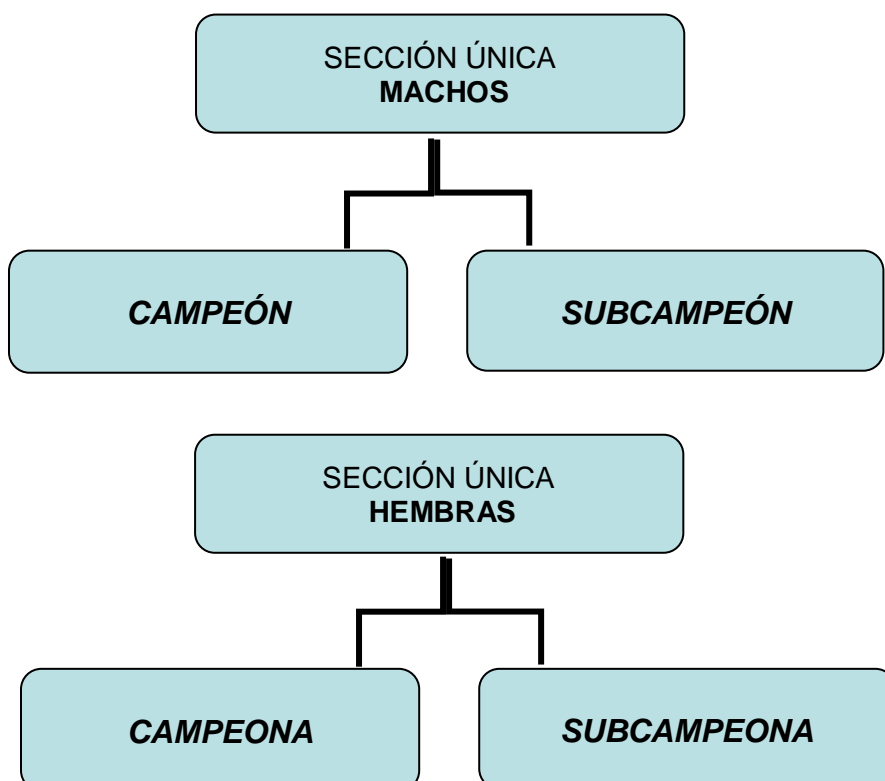 SECCIÓN ÚNICA
MACHOS
CAMPEÓN
SUBCAMPEÓN
SECCIÓN ÚNICA
HEMBRAS
CAMPEONA
SUBCAMPEONA